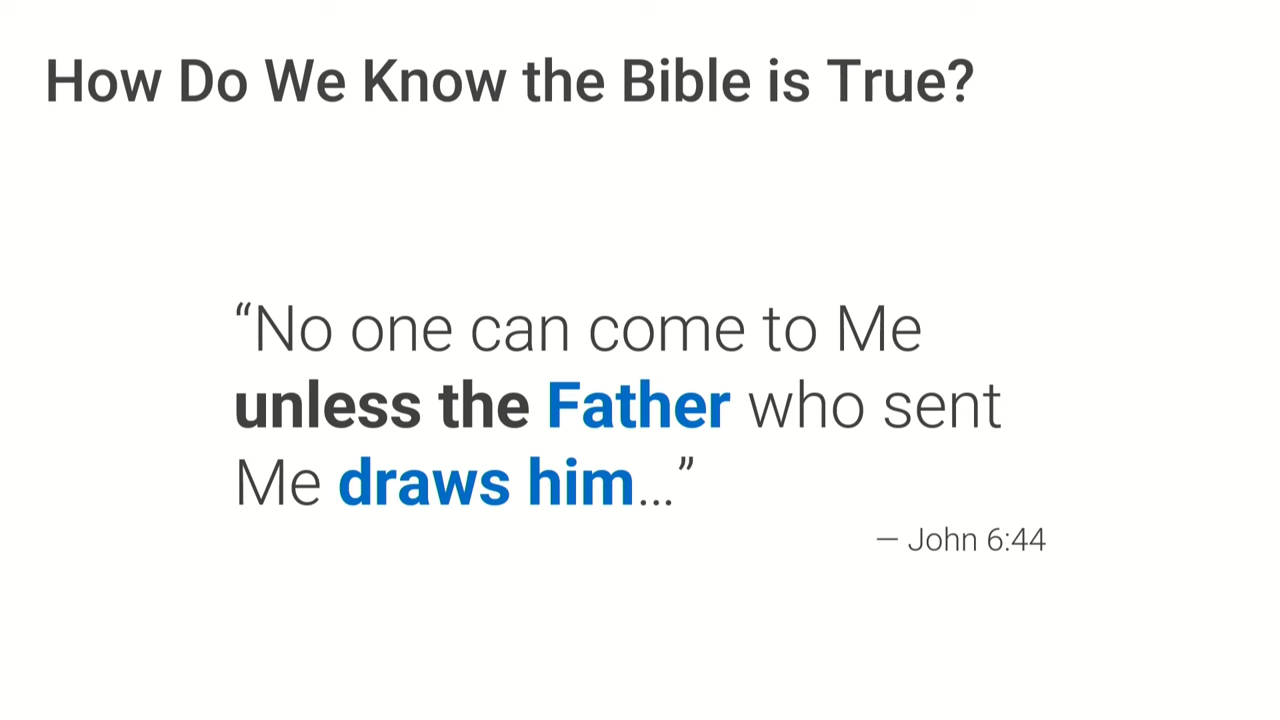 How Do We Know the Bible is True?
“No one can come to Me
unless the Father who sent
Me draws him…”
— John 6:44